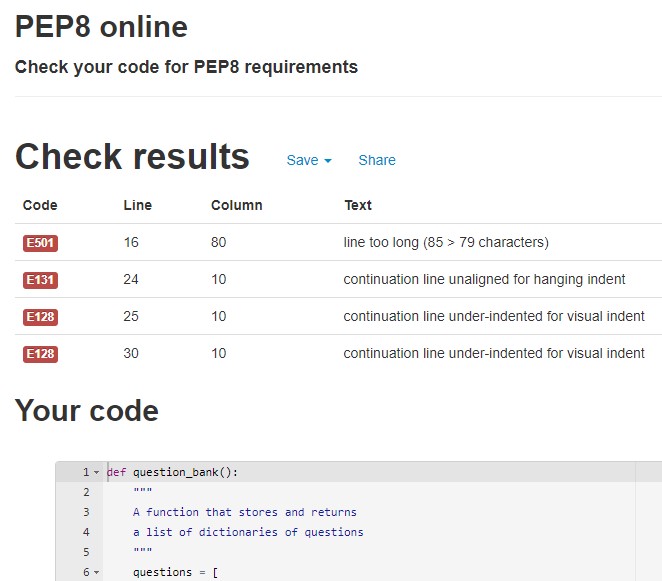 PEP8 online
Check your code for PEP8 requirements
Check results Save Share
Code Line Column Text
E501 16 80 line too long (85 > 79 characters)
E131 24 10 continuation line unaligned for hanging indent
E128 25 10 continuation line under-indented for visual indent
E128 30 10 continuation line under-indented for visual indent
Your code
1 def question_bank():
2 """
3 A function that stores and returns
4 a list of dictionaries of questions
5 """
6 questions = [